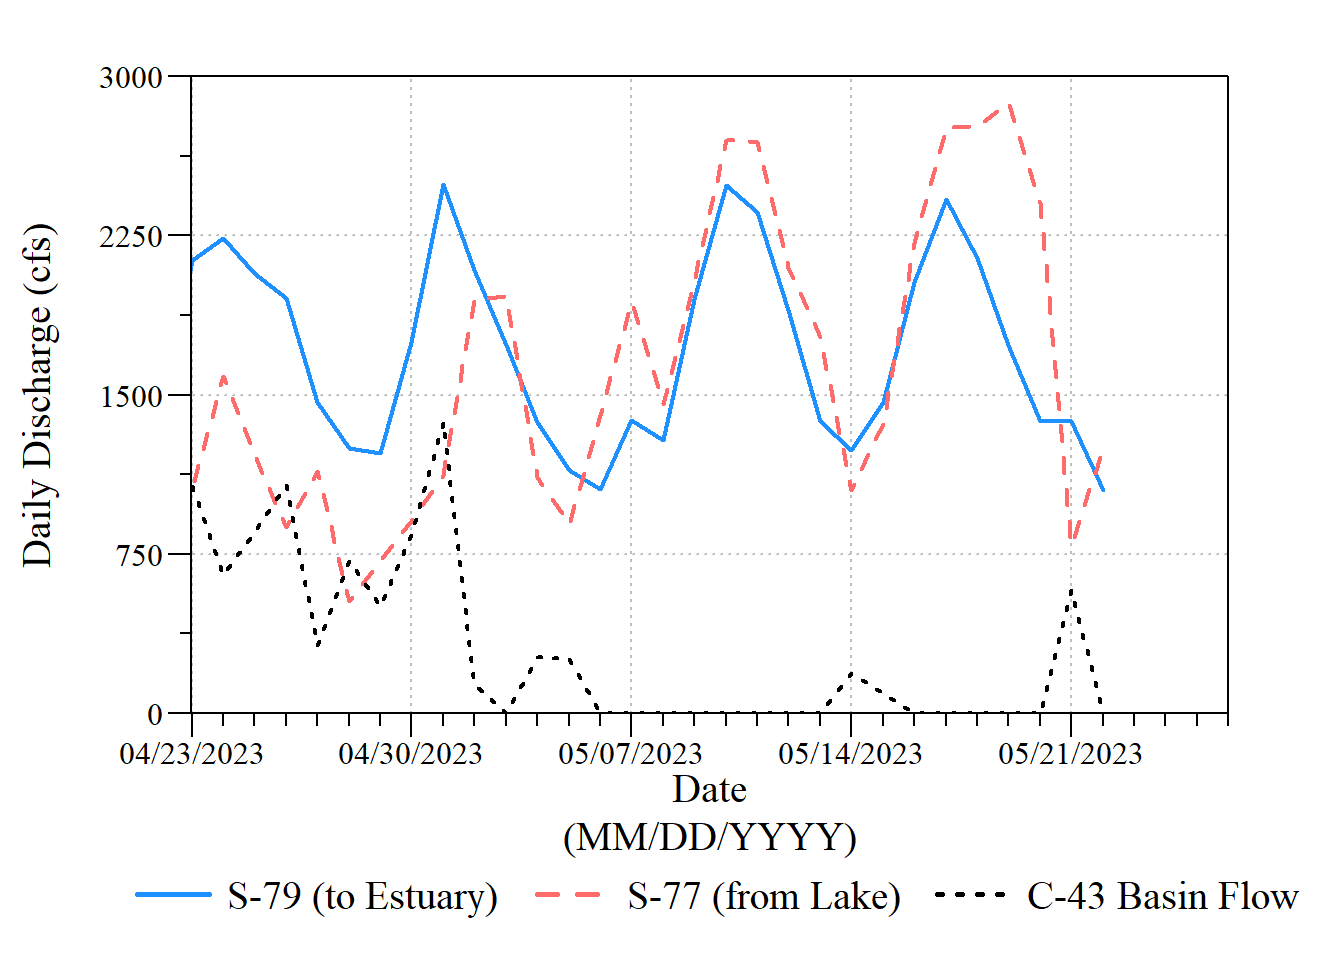 3000
2250
1500
750
0
Daily Discharge (cfs)
04/23/2023 04/30/2023 05/07/2023 05/14/2023 05/21/2023
Date
(MM/DD/YYYY)
S-79 (to Estuary) S-77 (from Lake) C-43 Basin Flow